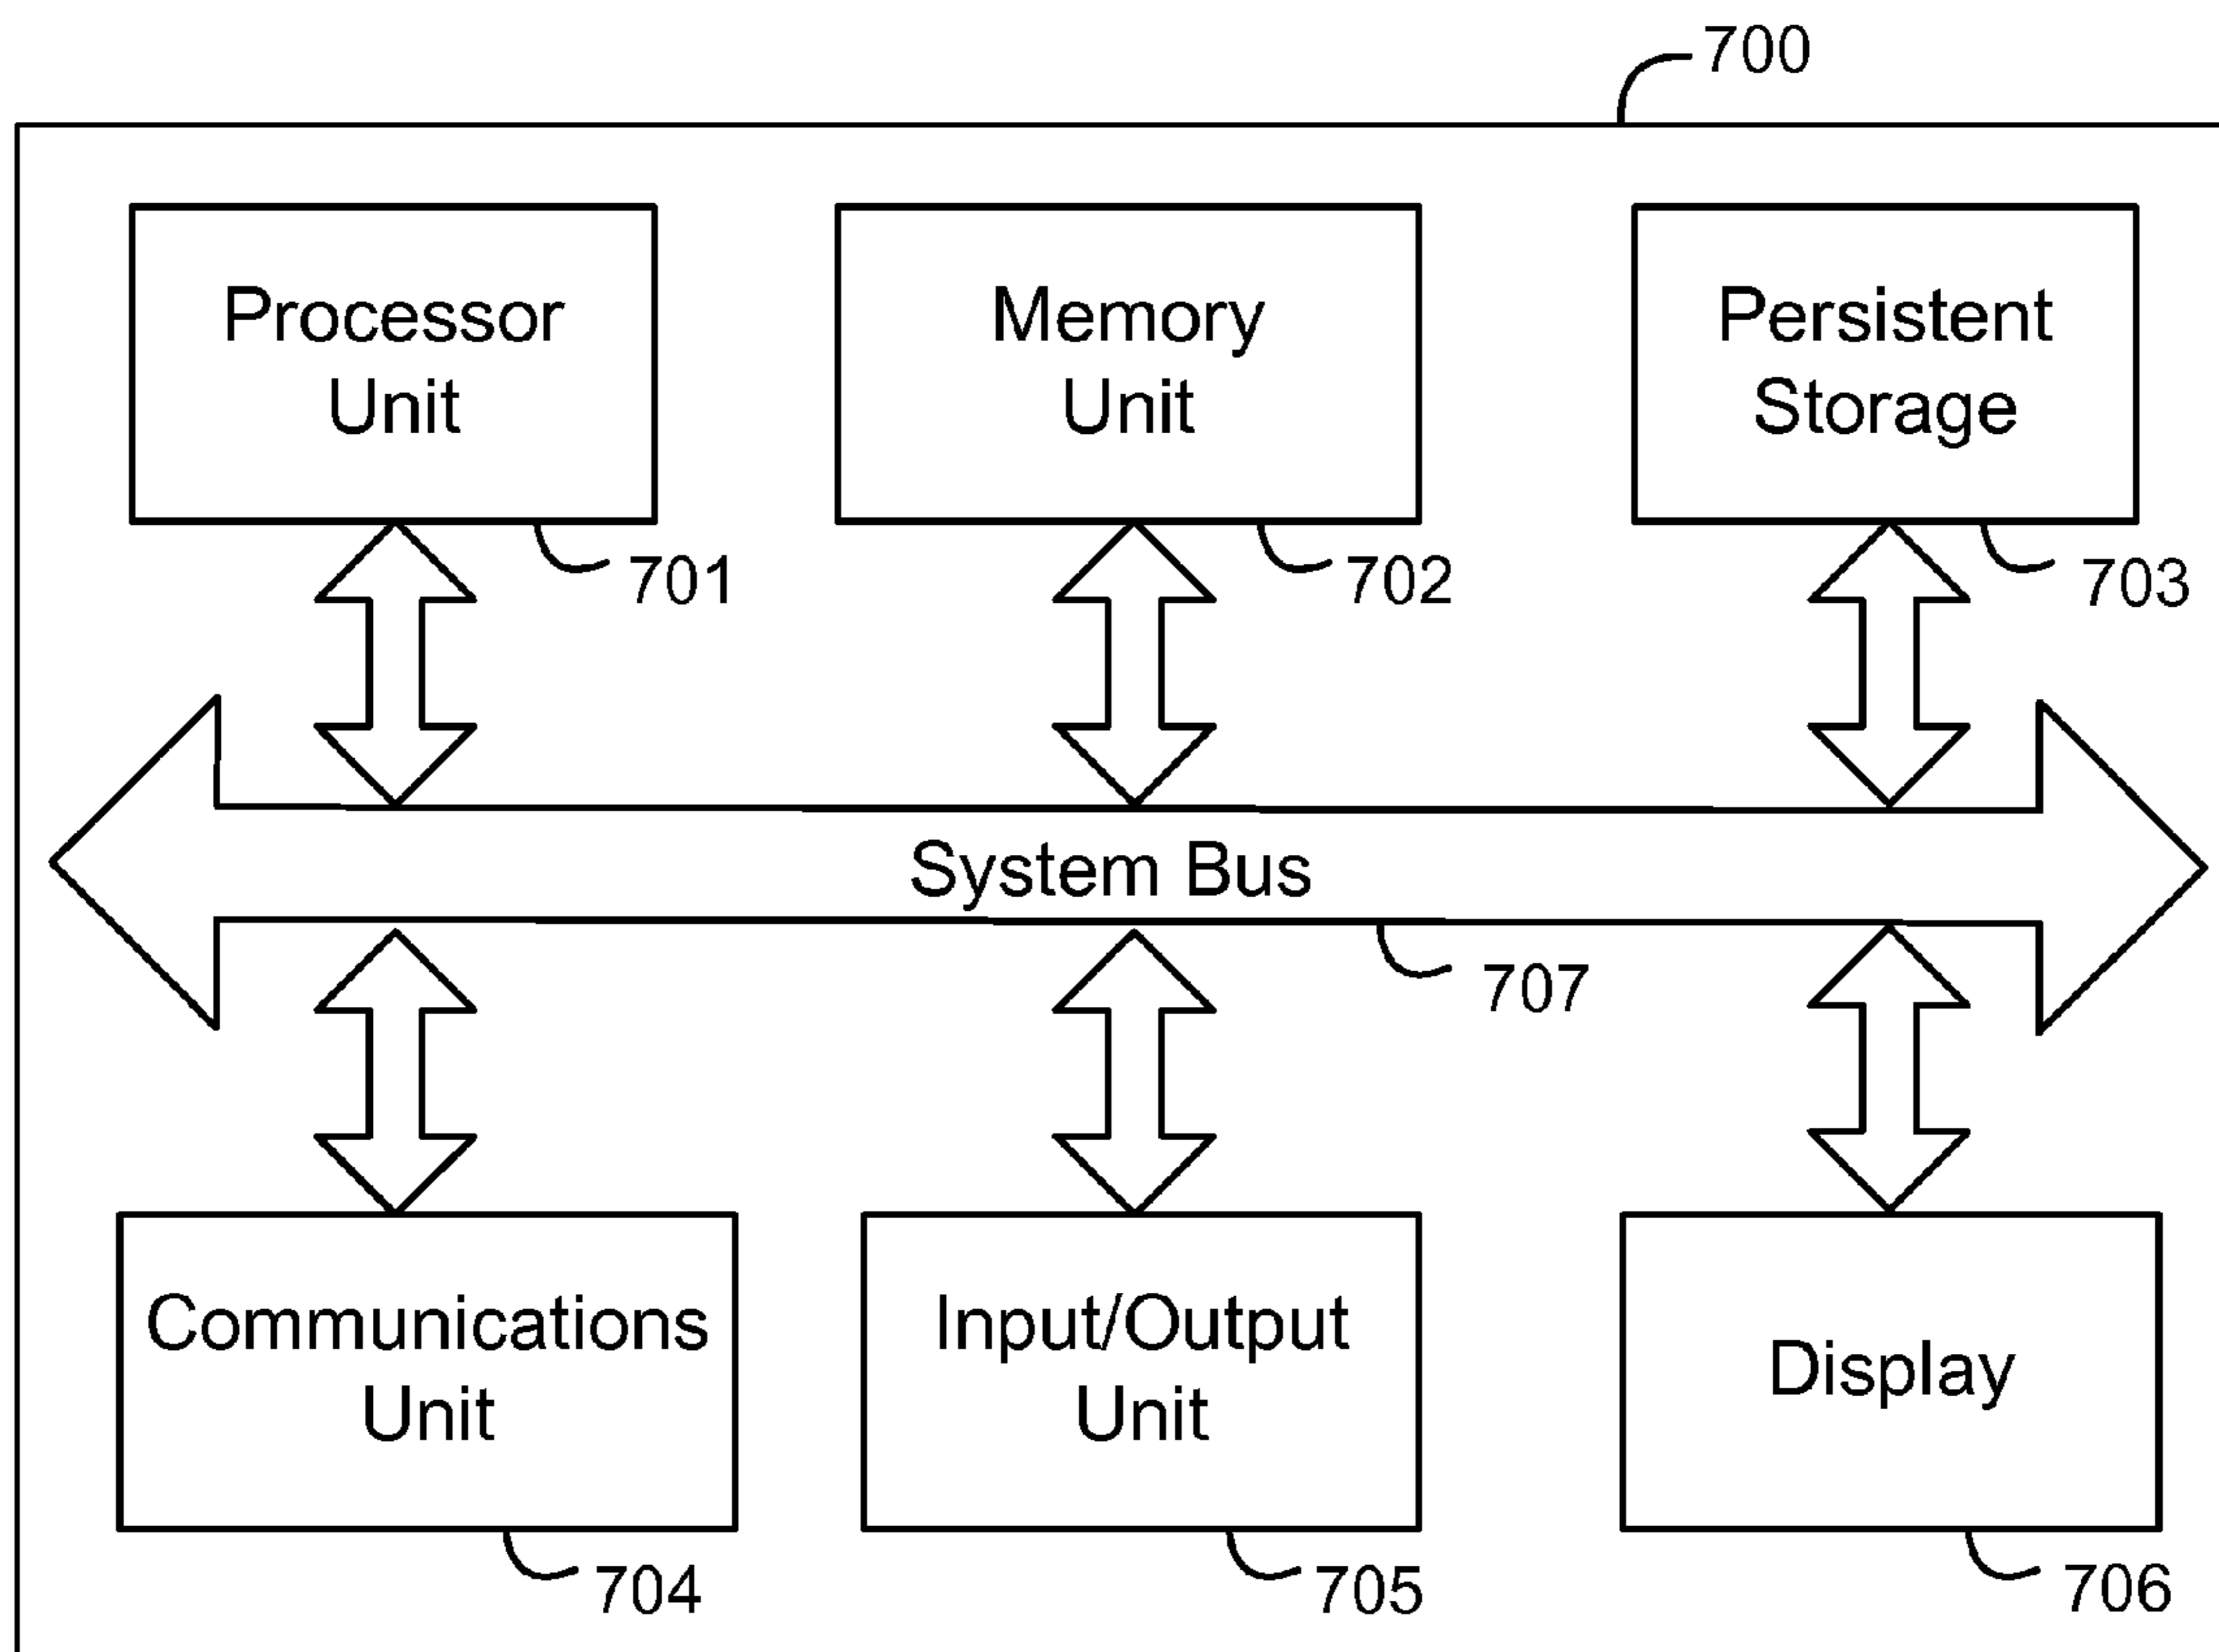 700
Processor
Unit
Memory
Unit
Persistent
Storage
701
702
703
System Bus
707
Communications
Unit
Input/Output
Unit
Display
704
705
706